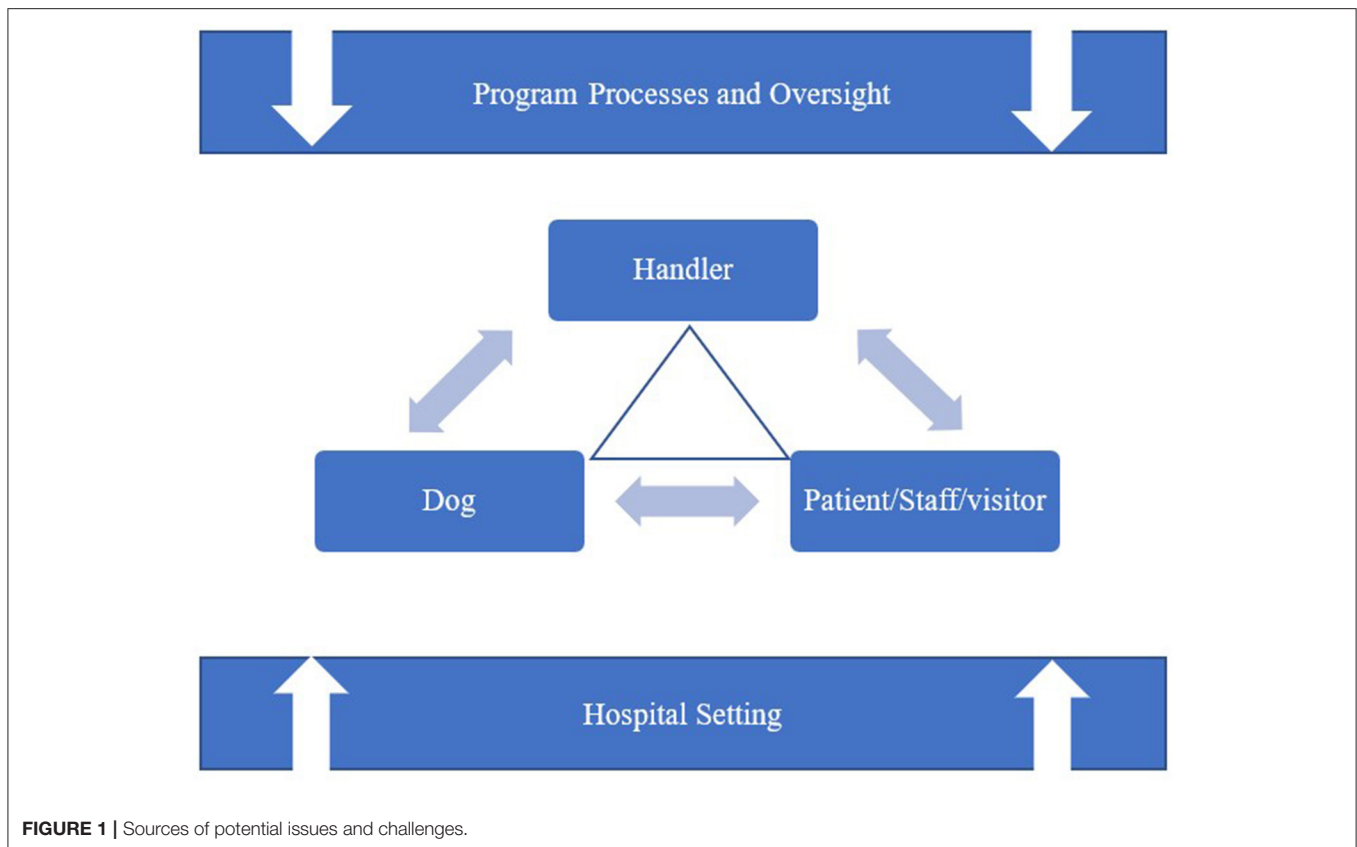 Program Processes and Oversight
Handler
Dog
Patient/Staff/visitor
Hospital Setting
FIGURE 1 | Sources of potential issues and challenges.